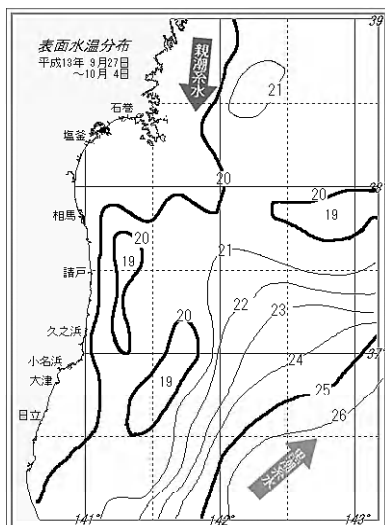 表面水温分布
平成13年 9月27日
～10月 4日
親潮系水
39
21
石巻
塩釜
20
38
20
相馬
19
20
21
19
請戸
22
20
23
久之浜
24
37
小名浜
19
大津
25
26
日立
黒潮系水
141°
142°
143°